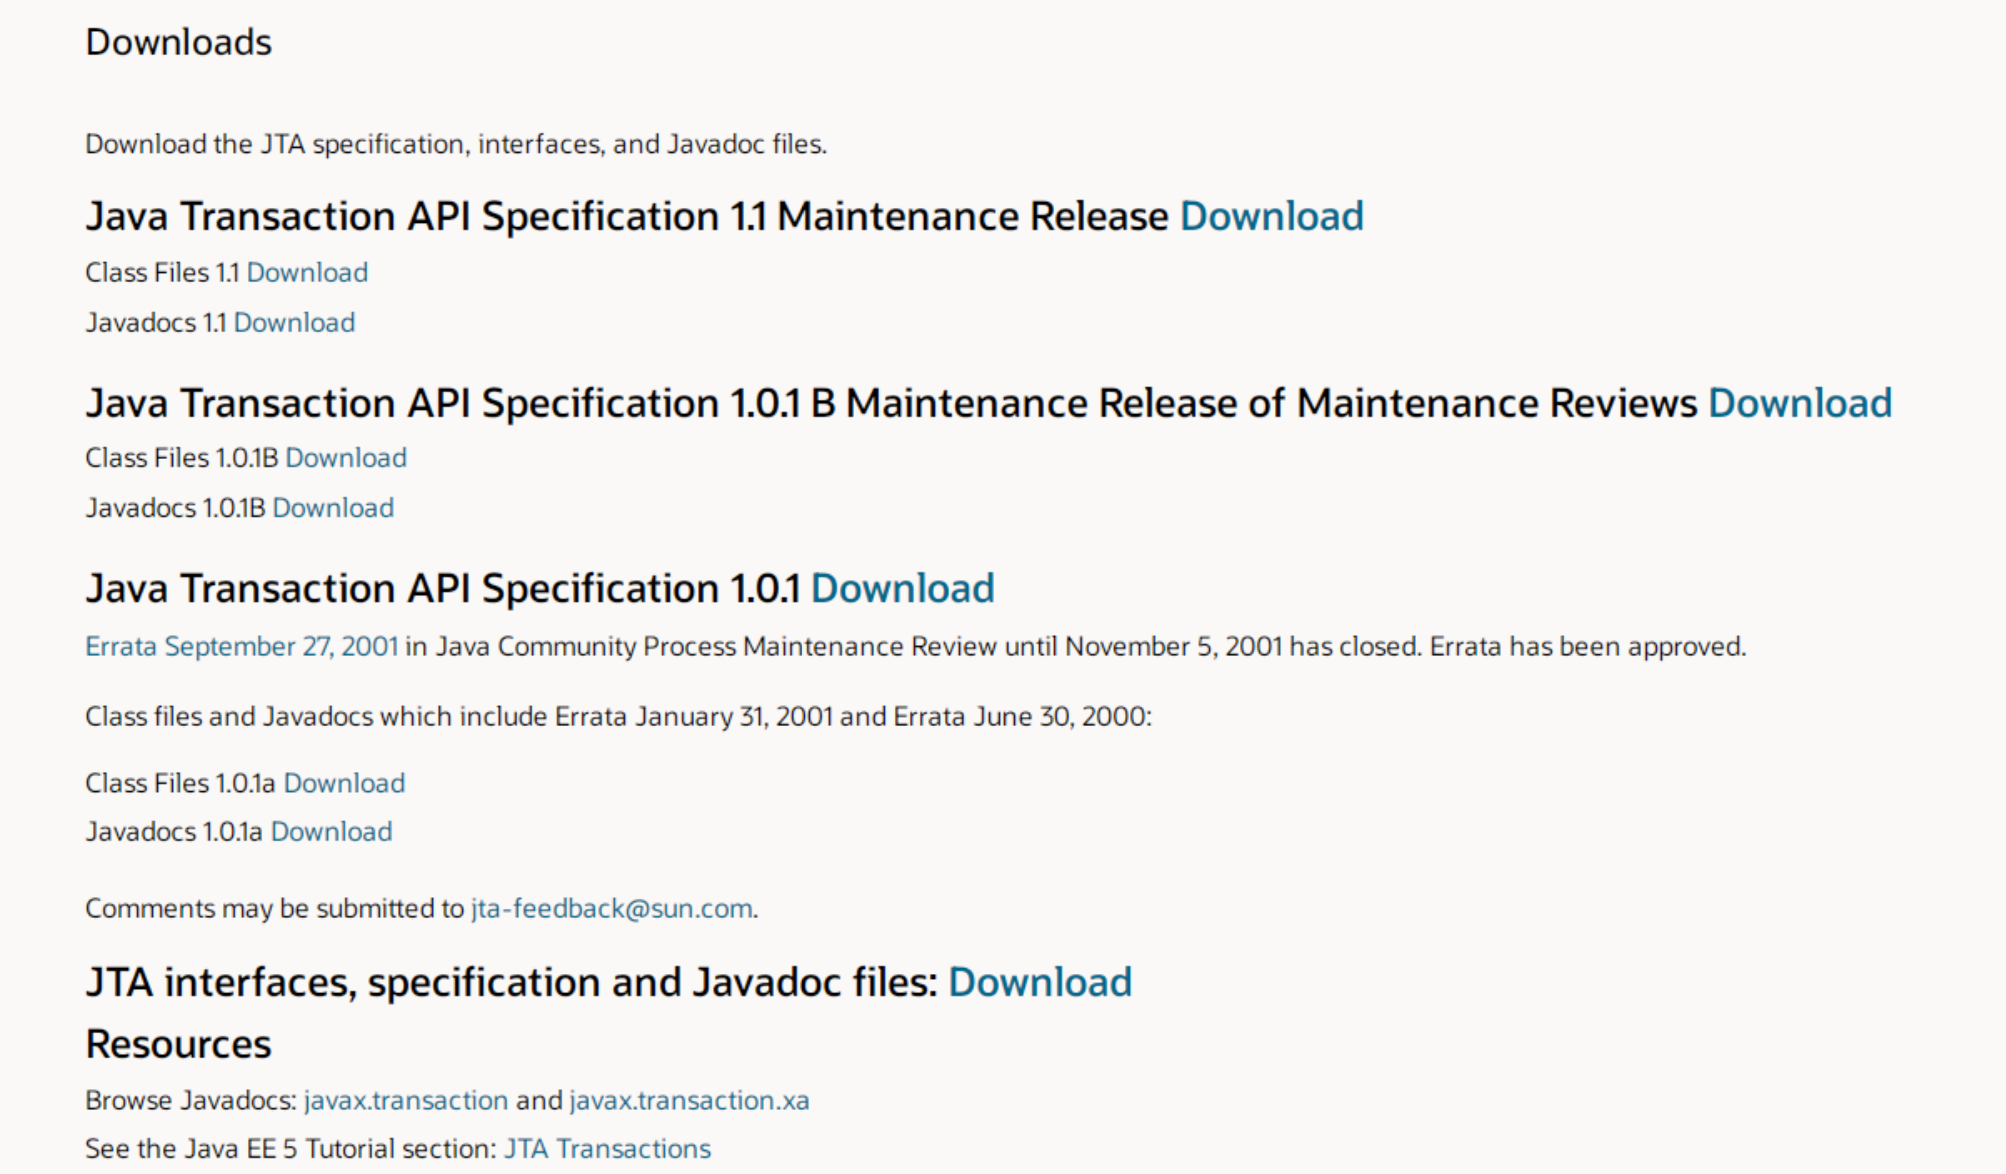 Downloads
Download the JTA specification, interfaces, and Javadoc files.
Java Transaction API Specification 1.1 Maintenance Release Download
Class Files 1.1 Download
Javadocs 1.1 Download
Java Transaction API Specification 1.0.1 B Maintenance Release of Maintenance Reviews Download
Class Files 1.0.1B Download
Javadocs 1.0.1B Download
Java Transaction API Specification 1.0.1 Download
Errata September 27, 2001 in Java Community Process Maintenance Review until November 5, 2001 has closed. Errata has been approved.
Class files and Javadocs which include Errata January 31, 2001 and Errata June 30, 2000:
Class Files 1.0.1a Download
Javadocs 1.0.1a Download
Comments may be submitted to jta-feedback@sun.com.
JTA interfaces, specification and Javadoc files: Download
Resources
Browse Javadocs: javax.transaction and javax.transaction.xa
See the Java EE 5 Tutorial section: JTA Transactions